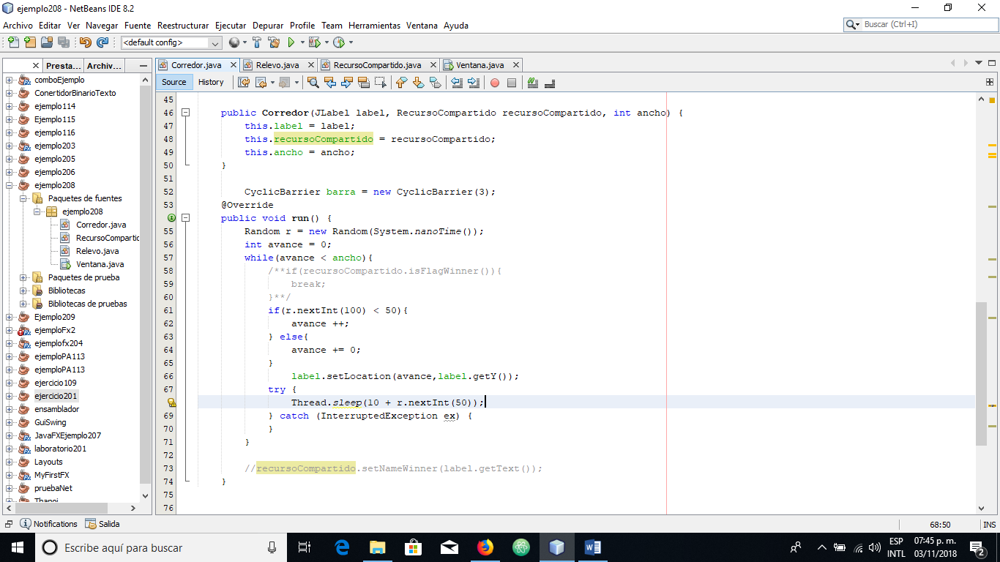 ejemplo208 - NetBeans IDE 8.2
Archivo Editar Ver Navegar Fuente Reestructurar Ejecutar Depurar Profile Team Herramientas Ventana Ayuda
Buscar (Ctrl+I)
<default config>
Presta... Archiv...
Corredor.java Relevo.java RecursoCompartido.java Ventana.java
Source History
comboEjemplo
ConertidorBinarioTexto
ejemplo114
Ejemplo115
ejemplo116
ejemplo203
ejemplo205
ejemplo206
ejemplo208
Paquetes de fuentes
ejemplo208
Corredor.java
RecursoCompartic
Relevo.java
Ventana.java
Paquetes de prueba
Bibliotecas
Bibliotecas de pruebas
Ejemplo209
ejemploFx2
ejemplofx204
ejemploPA113
ejemploPA113
ejercicio109
ejercicio201
ensamblador
GuiSwing
JavaFXEjemplo207
laboratorio201
Layouts
MyFirstFX
pruebaNet
45
46 public Corredor(JLabel label, RecursoCompartido recursoCompartido, int ancho) {
47 this.label = label;
48 this.recursoCompartido = recursoCompartido;
49 this.ancho = ancho;
50 }
51
52 CyclicBarrier barra = new CyclicBarrier(3);
53 @Override
public void run() {
55 Random r = new Random(System.nanoTime());
56 int avance = 0;
57 while(avance < ancho){
58 /**if(recursoCompartido.isFlagWinner()){
59 break;
60 }**/
61 if(r.nextInt(100) < 50){
62 avance ++;
63 } else{
64 avance += 0;
65 }
66 label.setLocation(avance,label.getY());
67 try {
Thread.sleep(10 + r.nextInt(50));
69 } catch (InterruptedException ex) {
70 }
71 }
72
73 //recursoCompartido.setNameWinner(label.getText());
74 }
75
76
Notifications Salida
68:50 INS
Escribe aquí para buscar
ESP
INTL
07:45 p. m.
03/11/2018
2